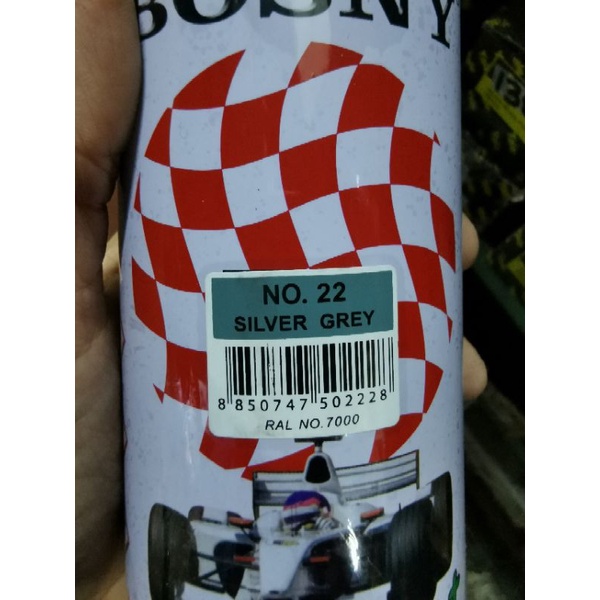 BOSNY
NO. 22
SILVER GREY
8 850747 502228
RAL NO.7000